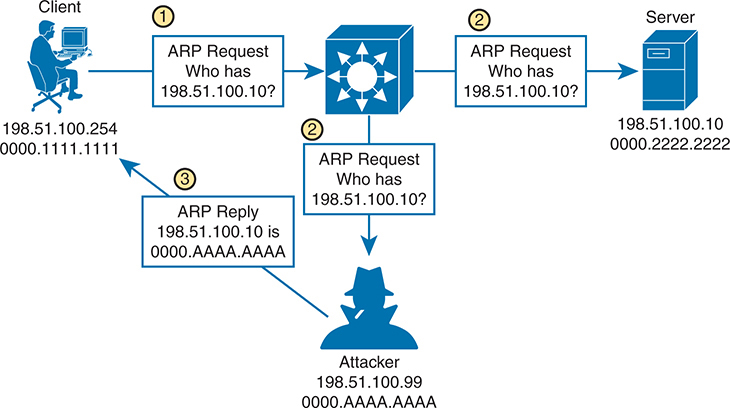 Client
1
ARP Request
Who has
198.51.100.10?
2
ARP Request
Who has
198.51.100.10?
Server
198.51.100.254
0000.1111.1111
198.51.100.10
0000.2222.2222
2
ARP Request
Who has
198.51.100.10?
3
ARP Reply
198.51.100.10 is
0000.AAAA.AAAA
Attacker
198.51.100.99
0000.AAAA.AAAA